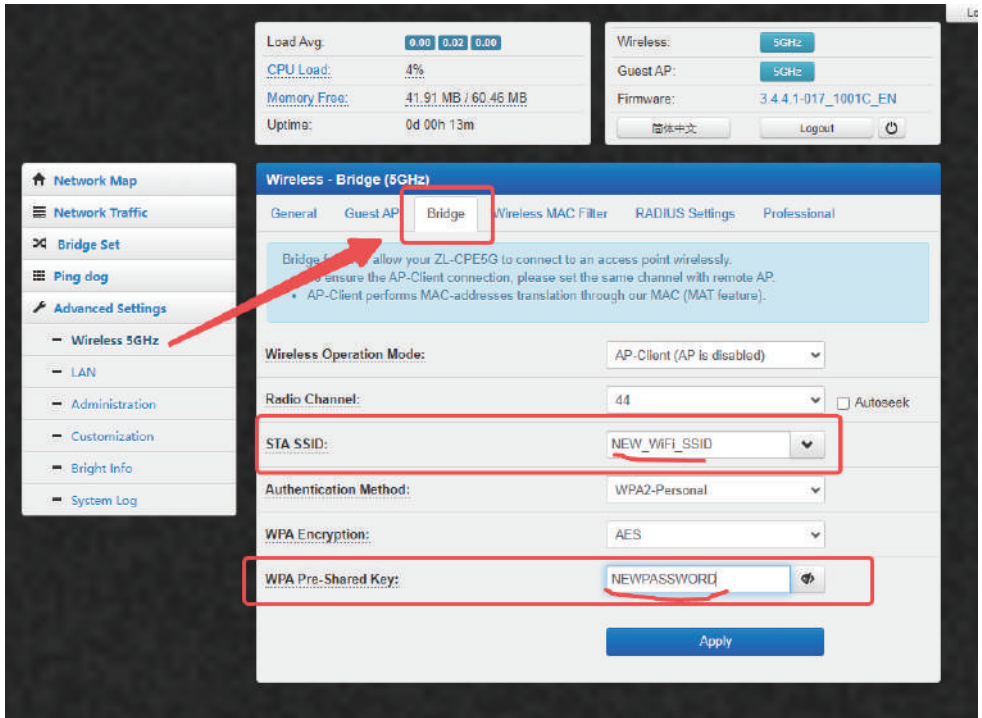 Load Avg: 0.00 0.02 0.00
CPU Load: 4%
Memory Free: 41.91 MB / 60.46 MB
Uptime: 0d 00h 13m
Wireless: 5GHz
Guest AP: 5GHz
Firmware: 3.4.4.1-017_1001C_EN
简体中文 Logout
Network Map
Network Traffic
Bridge Set
Ping dog
Advanced Settings
Wireless 5GHz
LAN
Administration
Customization
Bright Info
System Log
Wireless - Bridge (5GHz)
General Guest AP Bridge Wireless MAC Filter RADIUS Settings Professional
Bridge allow your ZL-CPE5G to connect to an access point wirelessly.
ensure the AP-Client connection, please set the same channel with remote AP.
AP-Client performs MAC-addresses translation through our MAC (MAT feature).
Wireless Operation Mode: AP-Client (AP is disabled)
Radio Channel: 44 Autoseek
STA SSID: NEW_WiFi_SSID
Authentication Method: WPA2-Personal
WPA Encryption: AES
WPA Pre-Shared Key: NEWPASSWORD
Apply